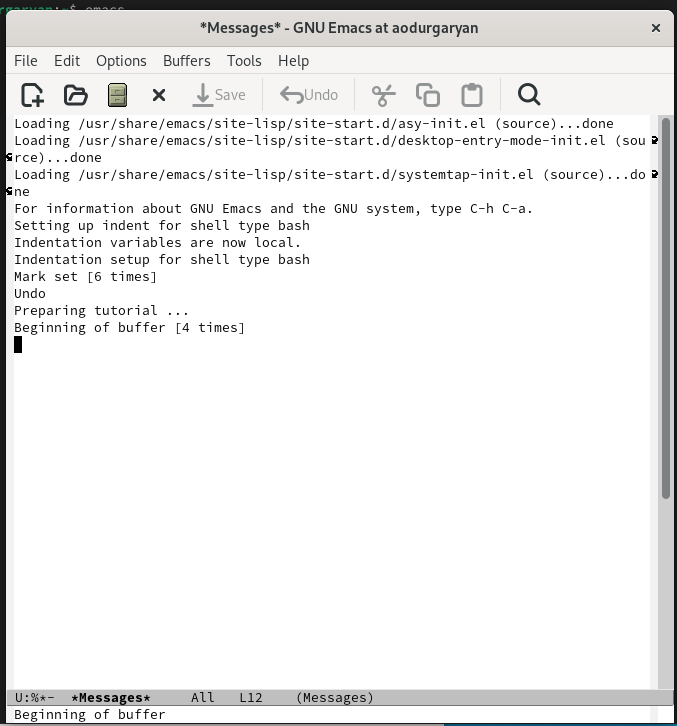 *Messages* - GNU Emacs at aodurgaryan
File Edit Options Buffers Tools Help
Save Undo
Loading /usr/share/emacs/site-lisp/site-start.d/asy-init.el (source)...done
Loading /usr/share/emacs/site-lisp/site-start.d/desktop-entry-mode-init.el (sou
rce)...done
Loading /usr/share/emacs/site-lisp/site-start.d/systemtap-init.el (source)...do
ne
For information about GNU Emacs and the GNU system, type C-h C-a.
Setting up indent for shell type bash
Indentation variables are now local.
Indentation setup for shell type bash
Mark set [6 times]
Undo
Preparing tutorial ...
Beginning of buffer [4 times]
U:%*- *Messages* All L12 (Messages)
Beginning of buffer